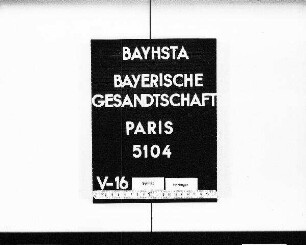 BAYHSTA
BAYERISCHE
GESANDTSCHAFT
PARIS
5104
V-16